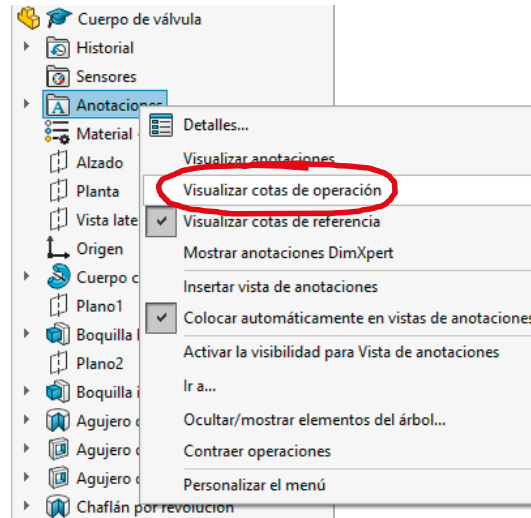 Cuerpo de válvula
Historial
Sensores
Anotaciones
Material
Detalles...
Alzado
Visualizar anotaciones
Planta
Visualizar cotas de operación
Vista late
Visualizar cotas de referencia
Origen
Mostrar anotaciones DimXpert
Cuerpo c
Insertar vista de anotaciones
Plano1
Colocar automáticamente en vistas de anotaciones
Boquilla
Plano2
Activar la visibilidad para Vista de anotaciones
Boquilla i
Ir a...
Agujero
Ocultar/mostrar elementos del árbol...
Agujero
Contraer operaciones
Agujero
Personalizar el menú
Chaflán por revolución